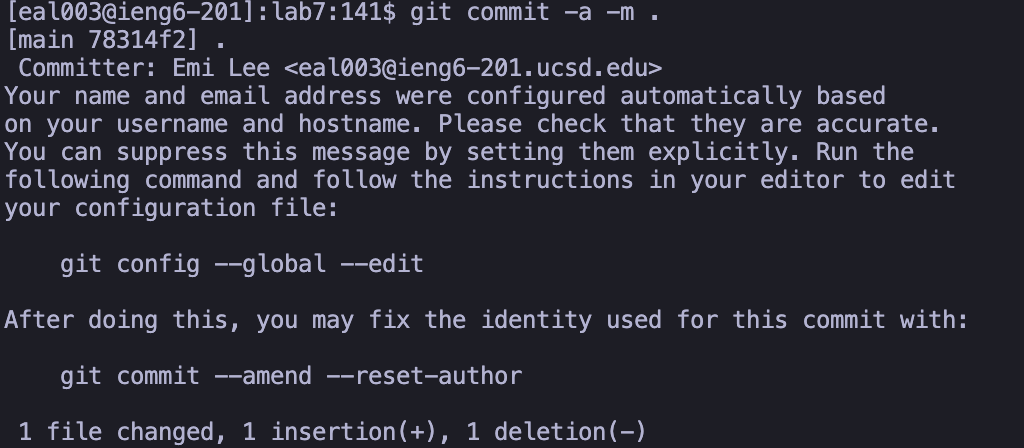 [eal003@ieng6-201]:lab7:141$ git commit -a -m .
[main 78314f2] .
 Committer: Emi Lee <eal003@ieng6-201.ucsd.edu>
Your name and email address were configured automatically based
on your username and hostname. Please check that they are accurate.
You can suppress this message by setting them explicitly. Run the
following command and follow the instructions in your editor to edit
your configuration file:

    git config --global --edit

After doing this, you may fix the identity used for this commit with:

    git commit --amend --reset-author

 1 file changed, 1 insertion(+), 1 deletion(-)